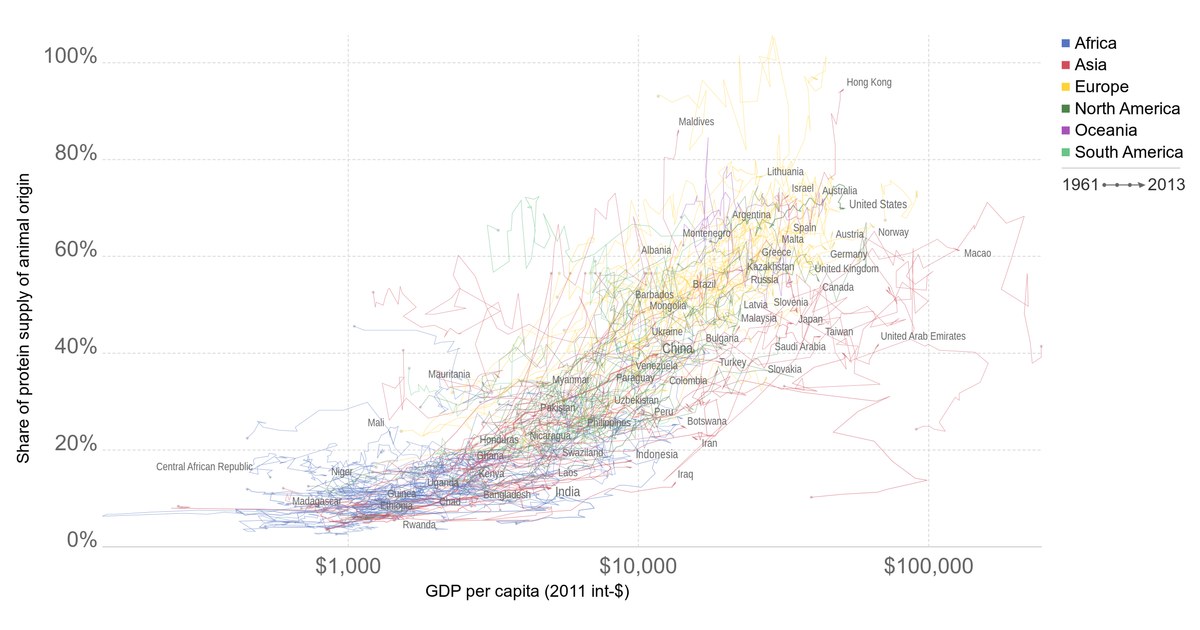 100%
80%
60%
40%
20%
0%
Share of protein supply of animal origin
$1,000
$10,000
$100,000
GDP per capita (2011 int-$)
Africa
Asia
Europe
North America
Oceania
South America
1961 2013
Hong Kong
Maldives
Lithuania
Israel
Australia
United States
Argentina
Montenegro
Spain
Malta
Austria
Norway
Albania
Greece
Germany
Macao
Kazakhstan
United Kingdom
Russia
Brazil
Canada
Barbados
Mongolia
Latvia
Slovenia
Malaysia
Japan
Ukraine
Bulgaria
Taiwan
United Arab Emirates
China
Saudi Arabia
Venezuela
Turkey
Slovakia
Mauritania
Myanmar
Paraguay
Colombia
Uzbekistan
Pakistan
Peru
Mali
Philippines
Botswana
Honduras
Nicaragua
Iran
Ghana
Swaziland
Indonesia
Central African Republic
Niger
Kenya
Laos
Iraq
Uganda
Guinea
Bangladesh
India
Madagascar
Ethiopia
Chad
Rwanda